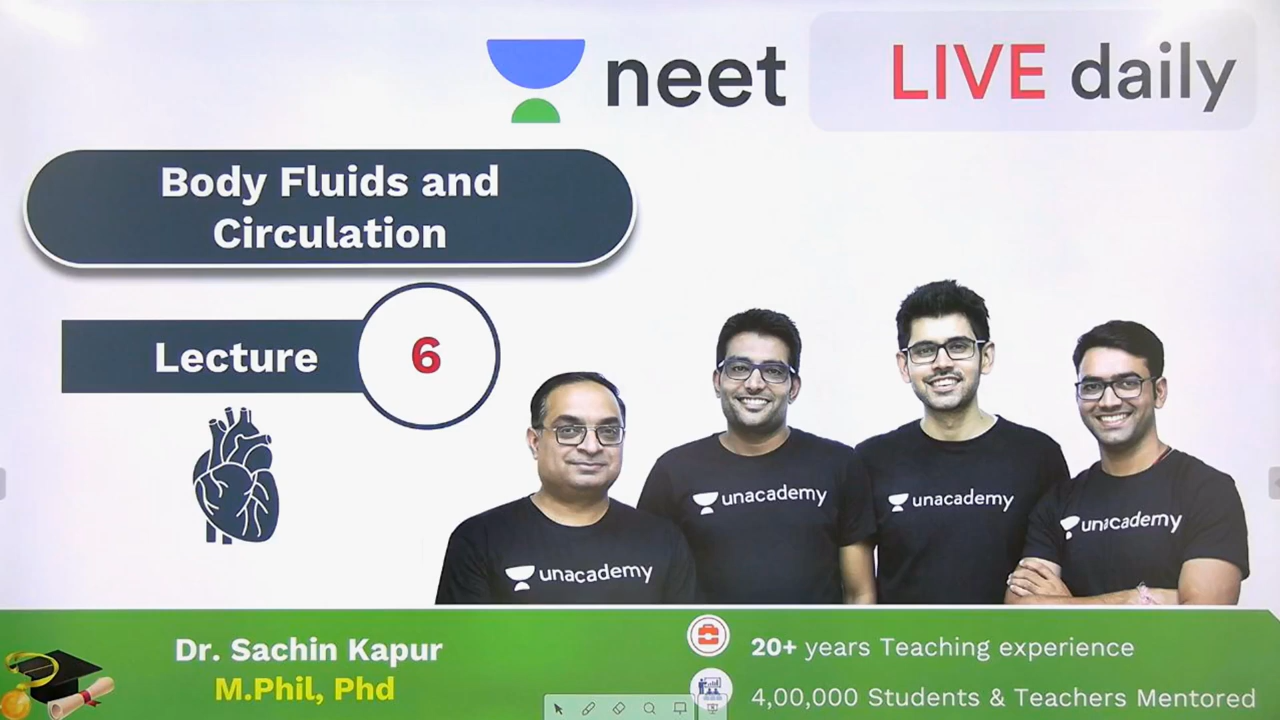 neet
LIVE daily
Body Fluids and
Circulation
Lecture
6
unacademy
unacademy
unacademy
unacademy
Dr. Sachin Kapur
M.Phil, Phd
20+ years Teaching experience
4,00,000 Students & Teachers Mentored